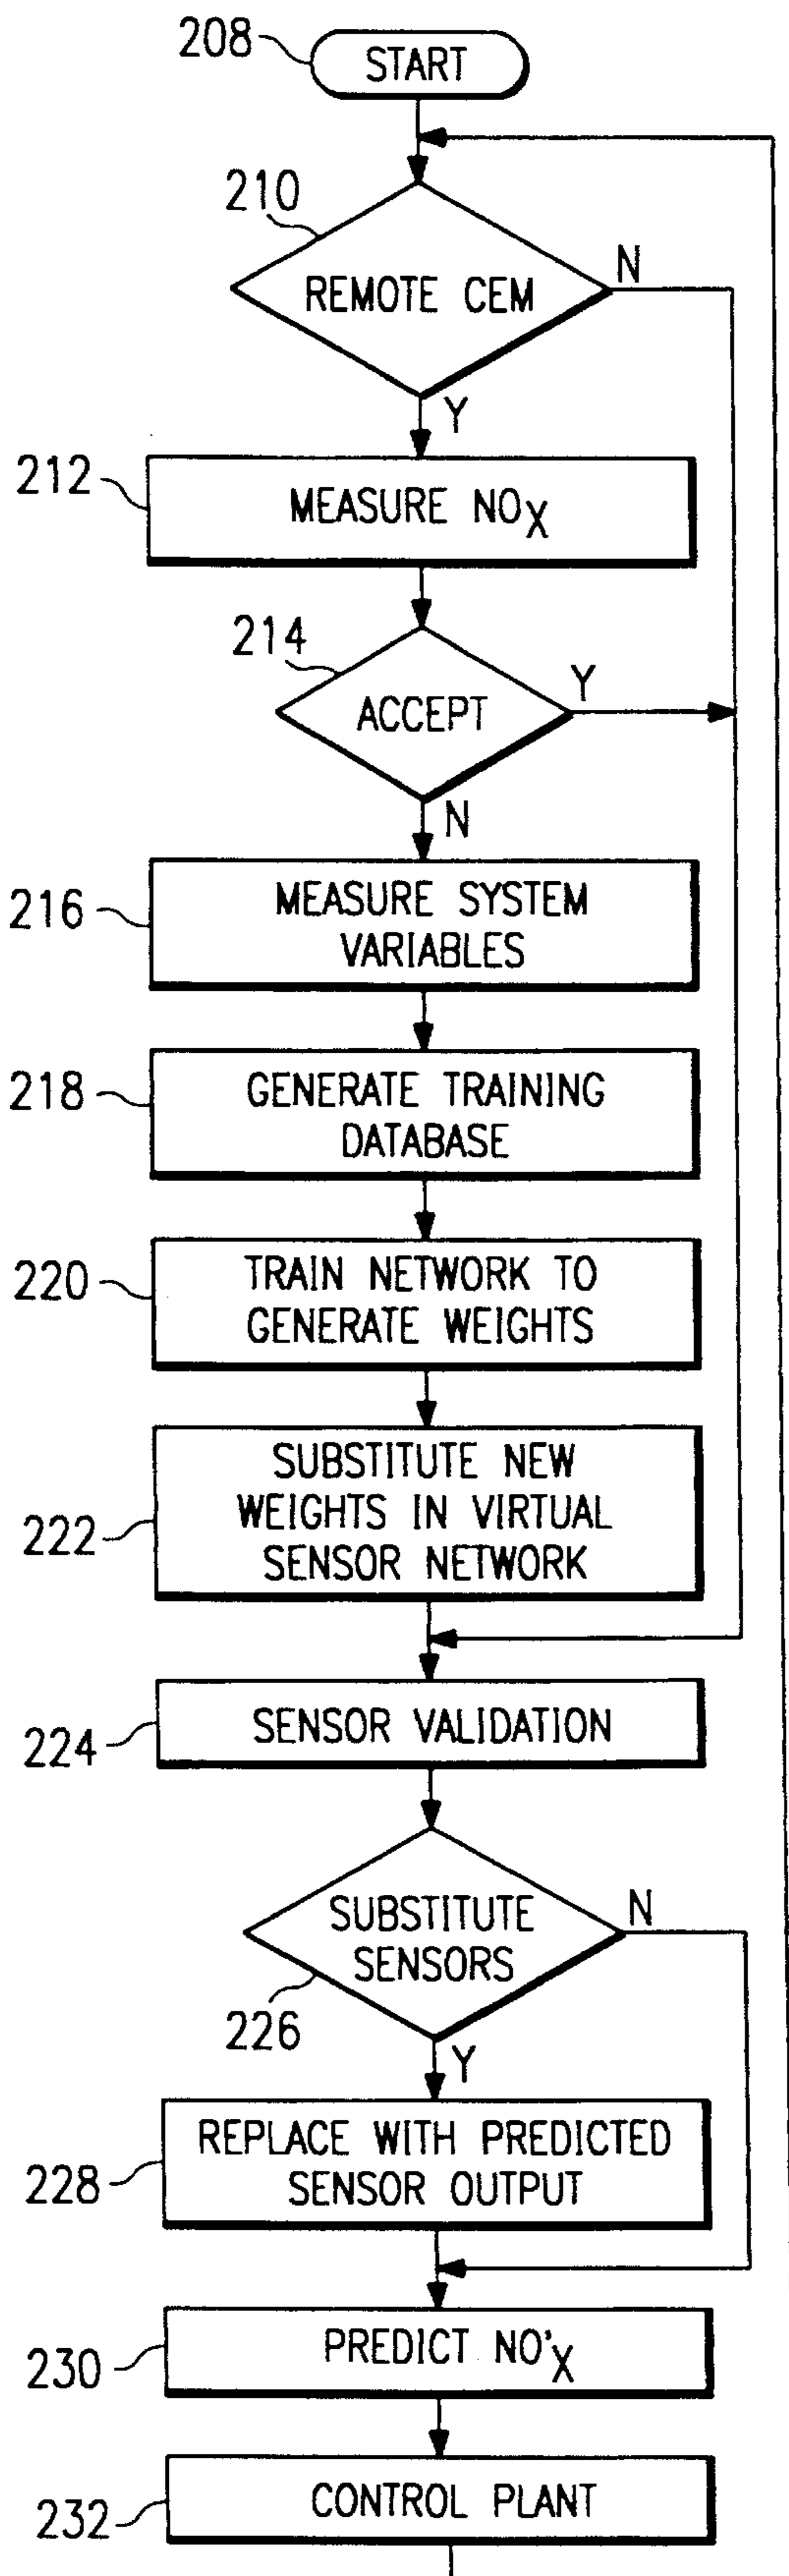 208
START
210
REMOTE CEM
N
Y
212
MEASURE NOX
214
ACCEPT
Y
N
216
MEASURE SYSTEM
VARIABLES
218
GENERATE TRAINING
DATABASE
220
TRAIN NETWORK TO
GENERATE WEIGHTS
222
SUBSTITUTE NEW
WEIGHTS IN VIRTUAL
SENSOR NETWORK
224
SENSOR VALIDATION
SUBSTITUTE
SENSORS
N
226
Y
228
REPLACE WITH PREDICTED
SENSOR OUTPUT
230
PREDICT NO'X
232
CONTROL PLANT